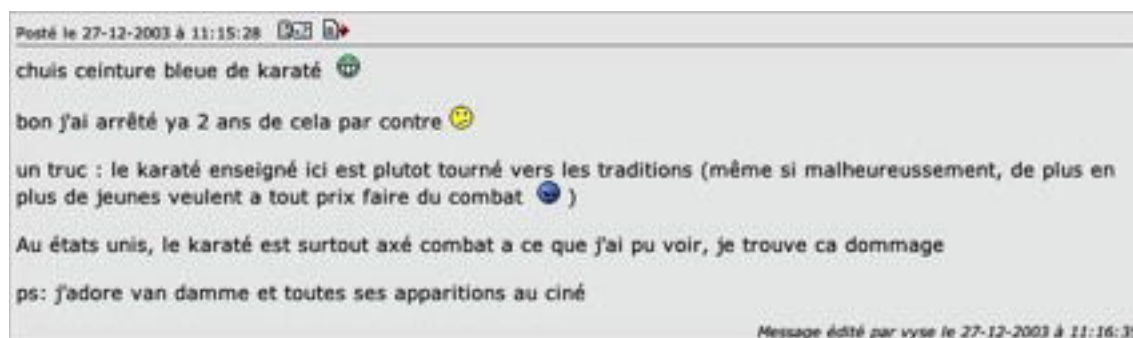 Posté le 27-12-2003 à 11:15:28
chuis ceinture bleue de karaté
bon j'ai arrêté ya 2 ans de cela par contre
un truc : le karaté enseigné ici est plutot tourné vers les traditions (même si malheureussement, de plus en
plus de jeunes veulent a tout prix faire du combat )
Au états unis, le karaté est surtout axé combat a ce que j'ai pu voir, je trouve ca dommage
ps: j'adore van damme et toutes ses apparitions au ciné
Message édité par vyse le 27-12-2003 à 11:16:39